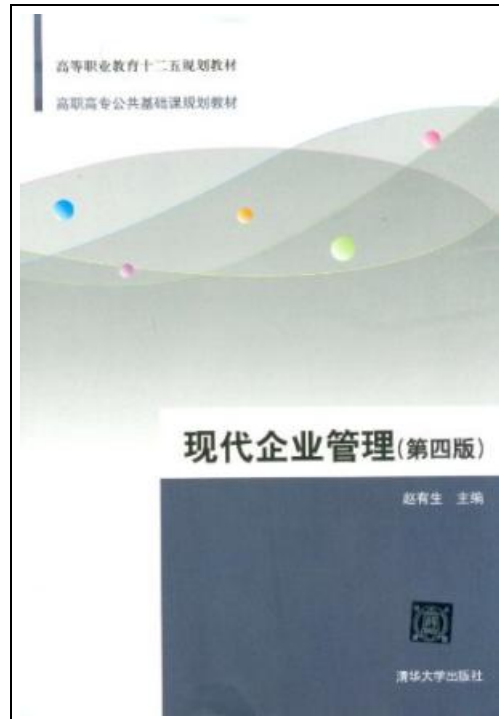 高等职业教育十二五规划教材
高职高专公共基础课规划教材
现代企业管理(第四版)
赵有生 主编
清华大学出版社